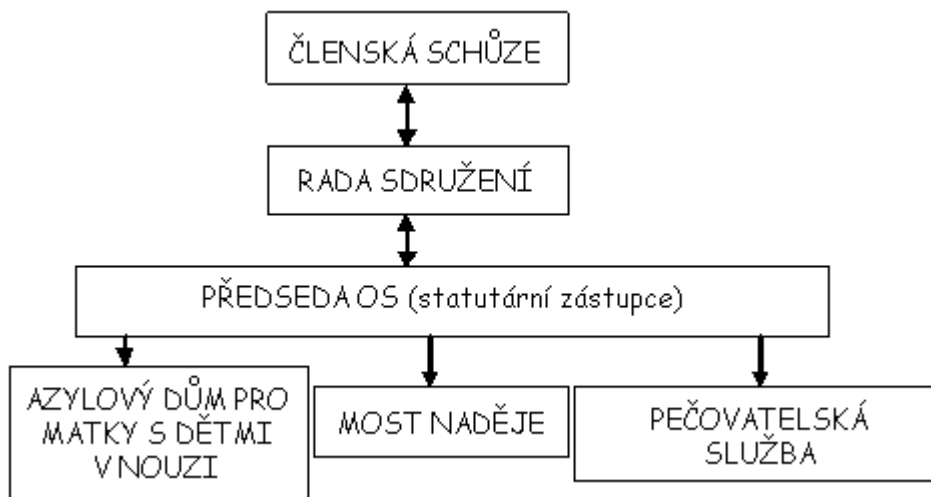 ČLENSKÁ SCHŮZE
RADA SDRUŽENÍ
PŘEDSEDA OS (statutární zástupce)
AZYLOVÝ DŮM PRO
MATKY S DĚTMI
V NOUZI
MOST NADĚJE
PEČOVATELSKÁ
SLUŽBA